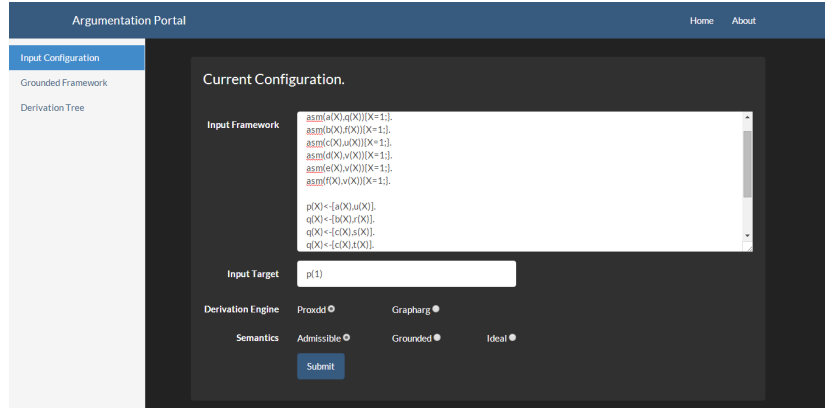 Argumentation Portal Home About
Input Configuration
Grounded Framework
Derivation Tree
Current Configuration.
Input Framework
asm(a(X),q(X)){X=1;}.
asm(b(X),f(X)){X=1;}.
asm(c(X),u(X)){X=1;}.
asm(d(X),v(X)){X=1;}.
asm(e(X),v(X)){X=1;}.
asm(f(X),v(X)){X=1;}.
p(X)<-[a(X),u(X)].
q(X)<-[b(X),r(X)].
q(X)<-[c(X),s(X)].
q(X)<-[c(X),t(X)].
Input Target p(1)
Derivation Engine Proxdd Grapharg
Semantics Admissible Grounded Ideal
Submit